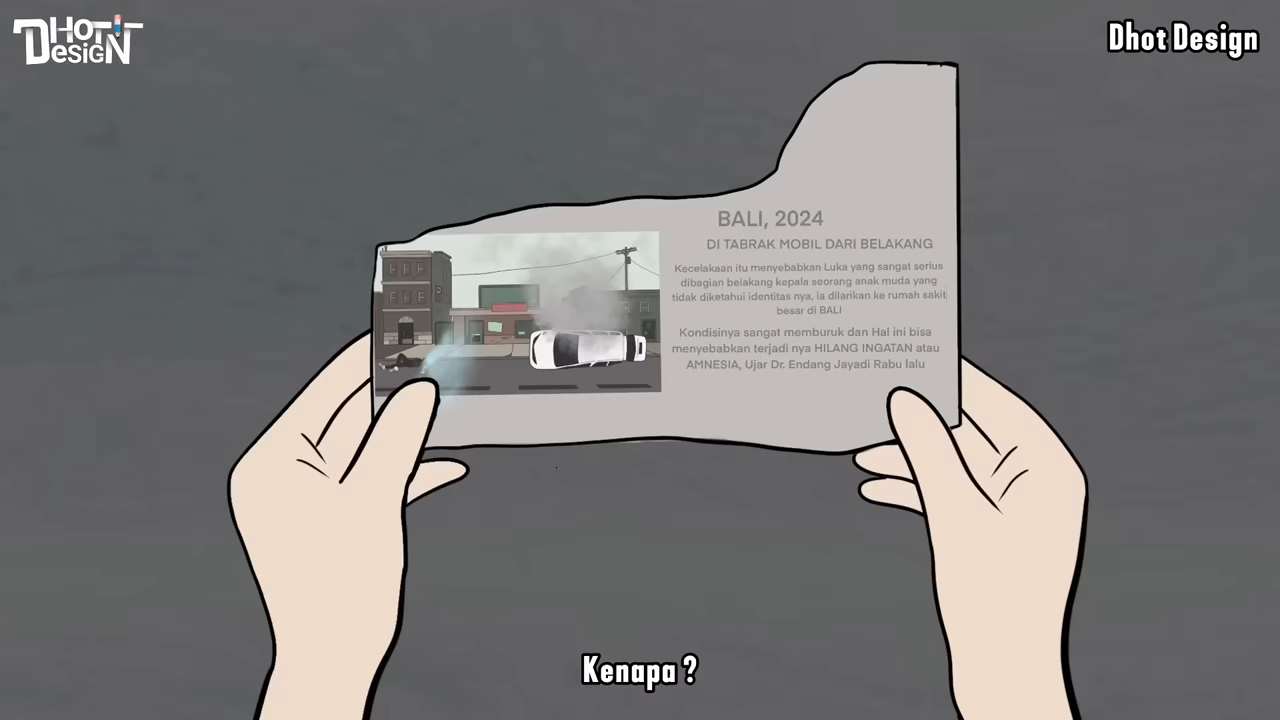 DHOT DESIGN
Dhot Design
BALI, 2024
DI TABRAK MOBIL DARI BELAKANG
Kecelakaan itu menyebabkan Luka yang sangat serius
dibagian belakang kepala seorang anak muda yang
tidak diketahui identitas nya, ia dilarikan ke rumah sakit
besar di BALI
Kondisinya sangat memburuk dan Hal ini bisa
menyebabkan terjadi nya HILANG INGATAN atau
AMNESIA, Ujar Dr. Endang Jayadi Rabu lalu
Kenapa ?